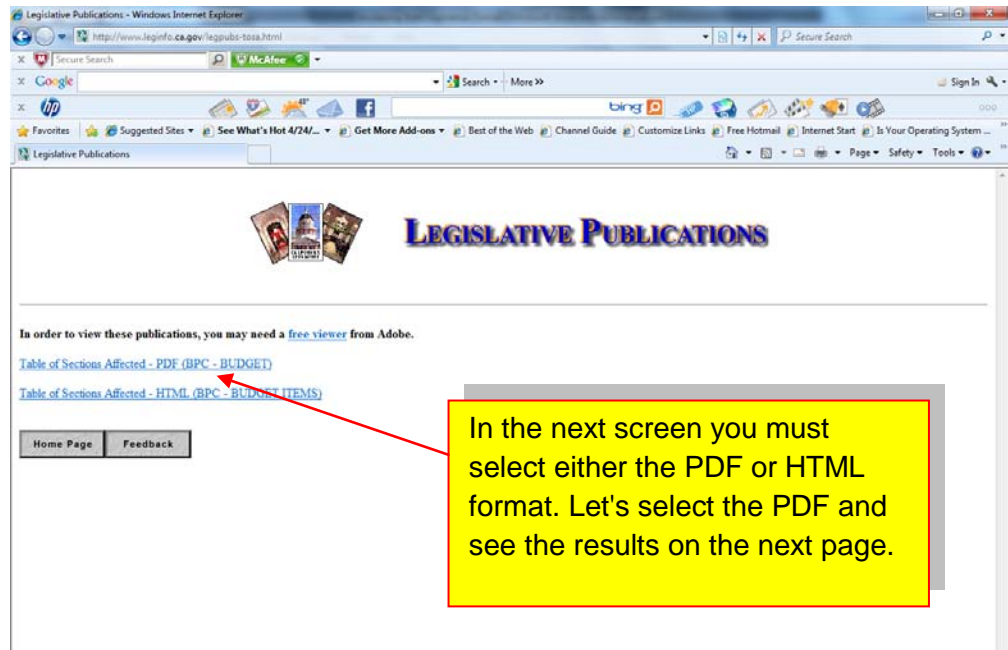 Legislative Publications - Windows Internet Explorer
http://www.leginfo.ca.gov/legpubs-tosa.html
Secure Search
x Secure Search McAfee
x Google Search More >> Sign In
x hp 48° bing
Favorites Suggested Sites See What's Hot 4/24/... Get More Add-ons Best of the Web Channel Guide Customize Links Free Hotmail Internet Start Is Your Operating System ...
Legislative Publications Page Safety Tools
LEGISLATIVE PUBLICATIONS
In order to view these publications, you may need a free viewer from Adobe.
Table of Sections Affected - PDF (BPC - BUDGET)
Table of Sections Affected - HTML (BPC - BUDGET ITEMS)
Home Page Feedback
In the next screen you must
select either the PDF or HTML
format. Let's select the PDF and
see the results on the next page.